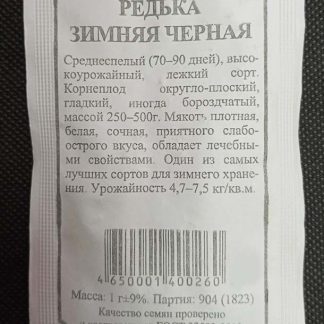 РЕДЬКА
ЗИМНЯЯ ЧЕРНАЯ
Среднеспелый (70–90 дней), высо-
коурожайный, лежкий сорт.
Корнеплод округло-плоский,
гладкий, иногда бороздчатый,
массой 250–500г. Мякоть плотная,
белая, сочная, приятного слабо-
острого вкуса, обладает лечебны-
ми свойствами. Один из самых
лучших сортов для зимнего хране-
ния. Урожайность 4,7–7,5 кг/кв.м.
4 650001 400260
Масса: 1 г±9%. Партия: 904 (1823)
Качество семян проверено